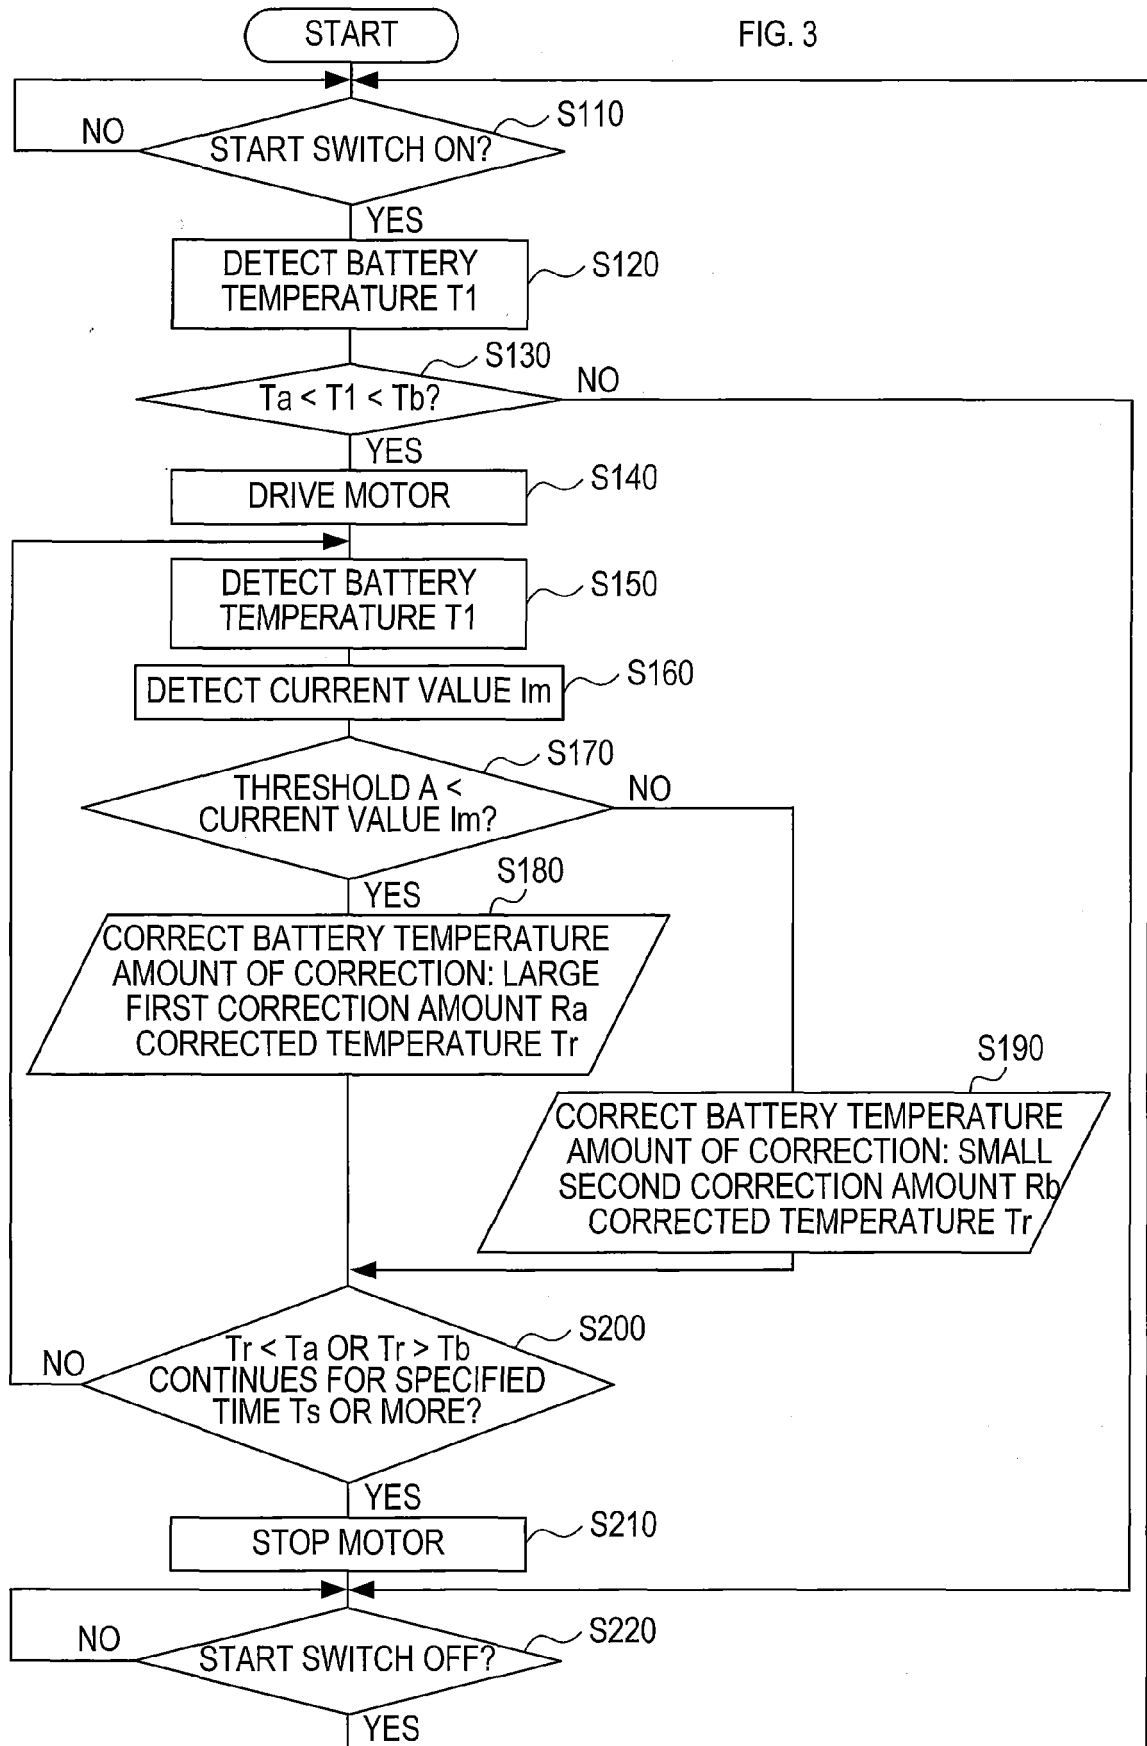 START
FIG. 3
S110
NO
START SWITCH ON?
YES
DETECT BATTERY
TEMPERATURE T1
S120
S130
NO
Ta < T1 < Tb?
YES
DRIVE MOTOR
S140
DETECT BATTERY
TEMPERATURE T1
S150
DETECT CURRENT VALUE Im
S160
S170
THRESHOLD A <
CURRENT VALUE Im?
NO
YES
S180
CORRECT BATTERY TEMPERATURE
AMOUNT OF CORRECTION: LARGE
FIRST CORRECTION AMOUNT Ra
CORRECTED TEMPERATURE Tr
S190
CORRECT BATTERY TEMPERATURE
AMOUNT OF CORRECTION: SMALL
SECOND CORRECTION AMOUNT Rb
CORRECTED TEMPERATURE Tr
S200
NO
Tr < Ta OR Tr > Tb
CONTINUES FOR SPECIFIED
TIME Ts OR MORE?
YES
STOP MOTOR
S210
S220
NO
START SWITCH OFF?
YES